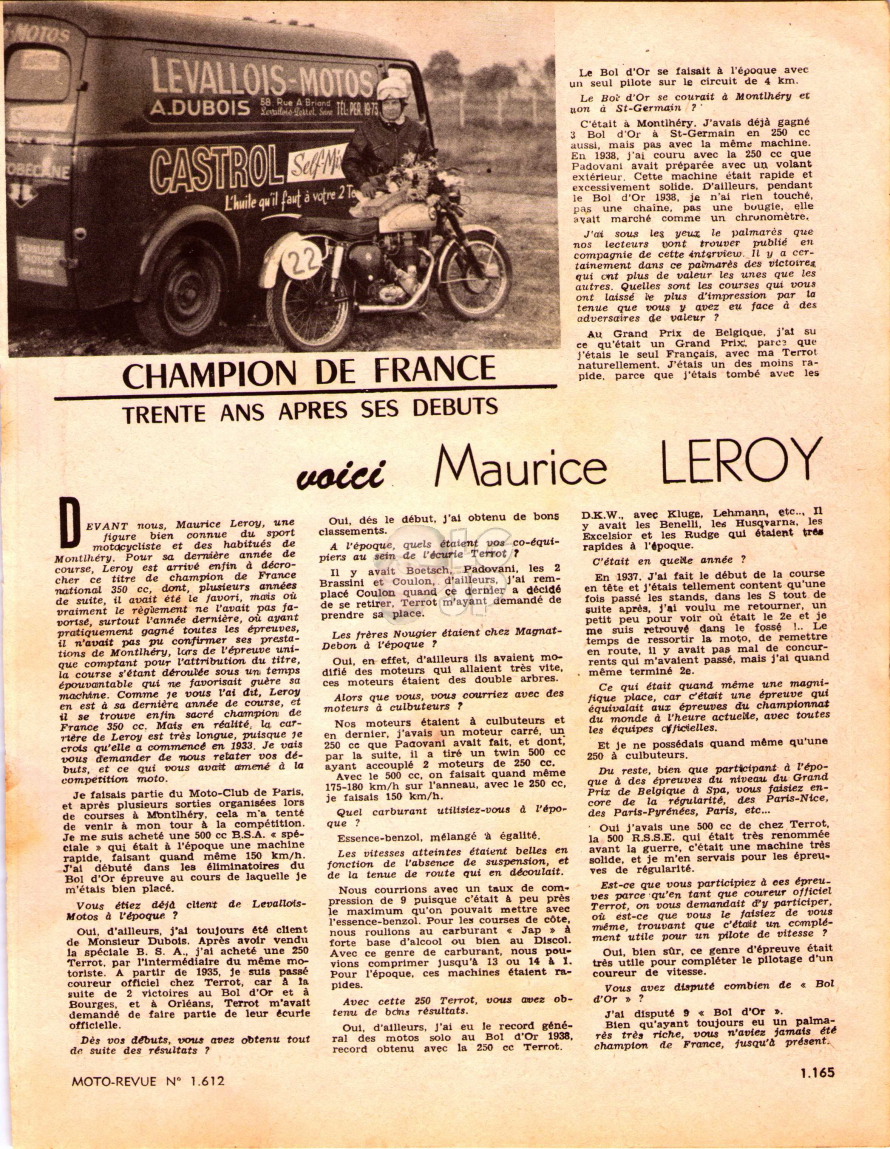 MOTOS
LEVALLOIS-MOTOS
A.DUBOIS
58, Rue A. Briand
Levallois-Perret, Seine
TEL: PER 1973
CASTROL
Self-Mix
L'huile qu'il faut à votre 2 Te
22
LEVALLOIS
CHAMPION DE FRANCE
TRENTE ANS APRES SES DEBUTS
voici Maurice LEROY
DEVANT nous, Maurice Leroy, une
figure bien connue du sport
motocycliste et des habitués de
Montlhéry. Pour sa dernière année de
course, Leroy est arrivé enfin à décro-
cher ce titre de champion de France
national 350 cc, dont, plusieurs années
de suite, il avait été le favori, mais où
vraiment le règlement ne l'avait pas fa-
vorisé, surtout l'année dernière, où ayant
pratiquement gagné toutes les épreuves,
il n'avait pas pu confirmer ses presta-
tions de Montlhéry, lors de l'épreuve uni-
que comptant pour l'attribution du titre,
la course s'étant déroulée sous un temps
épouvantable qui ne favorisait guère sa
machine. Comme je vous l'ai dit, Leroy
en est à sa dernière année de course, et
il se trouve enfin sacré champion de
France 350 cc. Mais en réalité, la car-
rière de Leroy est très longue, puisque je
crois qu'elle a commencé en 1933. Je vais
vous demander de nous relater vos dé-
buts, et ce qui vous avait amené à la
compétition moto.
Je faisais partie du Moto-Club de Paris,
et après plusieurs sorties organisées lors
de courses à Montlhéry, cela m'a tenté
de venir à mon tour à la compétition.
Je me suis acheté une 500 cc B.S.A. « spé-
ciale » qui était à l'époque une machine
rapide, faisant quand même 150 km/h.
J'ai débuté dans les éliminatoires du
Bol d'Or épreuve au cours de laquelle je
m'étais bien placé.
Vous étiez déjà client de Levallois-
Motos à l'époque ?
Oui, d'ailleurs, j'ai toujours été client
de Monsieur Dubois. Après avoir vendu
la spéciale B. S. A., j'ai acheté une 250
Terrot, par l'intermédiaire du même mo-
toriste. A partir de 1935, je suis passé
coureur officiel chez Terrot, car à la
suite de 2 victoires au Bol d'Or et à
Bourges, et à Orléans, Terrot m'avait
demandé de faire partie de leur écurie
officielle.
Dès vos débuts, vous avez obtenu tout
de suite des résultats ?
Oui, dés le début, j'ai obtenu de bons
classements.
A l'époque, quels étaient vos co-équi-
piers au sein de l'écurie Terrot ?
Il y avait Boetsch, Padovani, les 2
Brassini et Coulon, d'ailleurs, j'ai rem-
placé Coulon quand ce dernier a décidé
de se retirer, Terrot m'ayant demandé de
prendre sa place.
Les frères Nougier étaient chez Magnat-
Debon à l'époque ?
Oui, en effet, d'ailleurs ils avaient mo-
difié des moteurs qui allaient très vite,
ces moteurs étaient des double arbres.
Alors que vous, vous courriez avec des
moteurs à culbuteurs ?
Nos moteurs étaient à culbuteurs et
en dernier, j'avais un moteur carré, un
250 cc que Padovani avait fait, et dont,
par la suite, il a tiré un twin 500 cc
ayant accouplé 2 moteurs de 250 cc.
Avec le 500 cc, on faisait quand même
175-180 km/h sur l'anneau, avec le 250 cc,
je faisais 150 km/h.
Quel carburant utilisiez-vous à l'épo-
que ?
Essence-benzol, mélangé à égalité.
Les vitesses atteintes étaient belles en
fonction de l'absence de suspension, et
de la tenue de route qui en découlait.
Nous courrions avec un taux de com-
pression de 9 puisque c'était à peu près
le maximum qu'on pouvait mettre avec
l'essence-benzol. Pour les courses de côte,
nous roulions au carburant « Jap » à
forte base d'alcool ou bien au Discol.
Avec ce genre de carburant, nous pou-
vions comprimer jusqu'à 13 ou 14 à 1.
Pour l'époque, ces machines étaient ra-
pides.
Avec cette 250 Terrot, vous avez ob-
tenu de bons résultats.
Oui, d'ailleurs, j'ai eu le record géné-
ral des motos solo au Bol d'Or 1938,
record obtenu avec la 250 cc Terrot.
Le Bol d'Or se faisait à l'époque avec
un seul pilote sur le circuit de 4 km.
Le Bol d'Or se courait à Montlhéry et
non à St-Germain ?
C'était à Montlhéry. J'avais déjà gagné
3 Bol d'Or à St-Germain en 250 cc
aussi, mais pas avec la même machine.
En 1938, j'ai couru avec la 250 cc que
Padovani avait préparée avec un volant
extérieur. Cette machine était rapide et
excessivement solide. D'ailleurs, pendant
le Bol d'Or 1938, je n'ai rien touché,
pas une chaîne, pas une bougie, elle
avait marché comme un chronomètre.
J'ai sous les yeux le palmarès que
nos lecteurs vont trouver publié en
compagnie de cette interview. Il y a cer-
tainement dans ce palmarès des victoires
qui ont plus de valeur les unes que les
autres. Quelles sont les courses qui vous
ont laissé le plus d'impression par la
tenue que vous y avez eu face à des
adversaires de valeur ?
Au Grand Prix de Belgique, j'ai su
ce qu'était un Grand Prix, parce que
j'étais le seul Français, avec ma Terrot
naturellement. J'étais un des moins ra-
pide, parce que j'étais tombé avec les
D.K.W., avec Kluge, Lehmann, etc... Il
y avait les Benelli, les Husqvarna, les
Excelsior et les Rudge qui étaient très
rapides à l'époque.
C'était en quelle année ?
En 1937. J'ai fait le début de la course
en tête et j'étais tellement content qu'une
fois passé les stands, dans les S tout de
suite après, j'ai voulu me retourner, un
petit peu pour voir où était le 2e et je
me suis retrouvé dans le fossé !.. Le
temps de ressortir la moto, de remettre
en route, il y avait pas mal de concur-
rents qui m'avaient passé, mais j'ai quand
même terminé 2e.
Ce qui était quand même une magni-
fique place, car c'était une épreuve qui
équivalait aux épreuves du championnat
du monde à l'heure actuelle, avec toutes
les équipes officielles.
Et je ne possédais quand même qu'une
250 à culbuteurs.
Du reste, bien que participant à l'épo-
que à des épreuves du niveau du Grand
Prix de Belgique à Spa, vous faisiez en-
core de la régularité, des Paris-Nice,
des Paris-Pyrénées, Paris, etc...
Oui j'avais une 500 cc de chez Terrot,
la 500 R.S.S.E. qui était très renommée
avant la guerre, c'était une machine très
solide, et je m'en servais pour les épreu-
ves de régularité.
Est-ce que vous participiez à ces épreu-
ves parce qu'en tant que coureur officiel
Terrot, on vous demandait d'y participer,
où est-ce que vous le faisiez de vous
même, trouvant que c'était un complé-
ment utile pour un pilote de vitesse ?
Oui, bien sûr, ce genre d'épreuve était
très utile pour compléter le pilotage d'un
coureur de vitesse.
Vous avez disputé combien de « Bol
d'Or » ?
J'ai disputé 9 « Bol d'Or ».
Bien qu'ayant toujours eu un palma-
rès très riche, vous n'aviez jamais été
champion de France, jusqu'à présent.
MOTO-REVUE N° 1.612
1.165